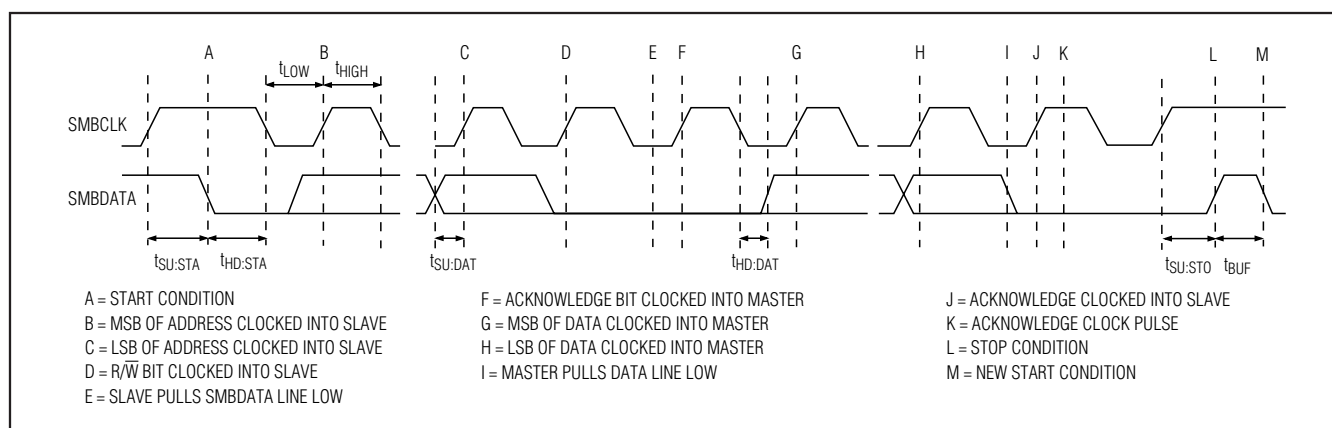 A B C D E F G H I J K L M
tLOW tHIGH
SMBCLK
SMBDATA
tSU:STA tHD:STA tSU:DAT tHD:DAT tSU:STO tBUF
A = START CONDITION
B = MSB OF ADDRESS CLOCKED INTO SLAVE
C = LSB OF ADDRESS CLOCKED INTO SLAVE
D = R/W̅ BIT CLOCKED INTO SLAVE
E = SLAVE PULLS SMBDATA LINE LOW
F = ACKNOWLEDGE BIT CLOCKED INTO MASTER
G = MSB OF DATA CLOCKED INTO MASTER
H = LSB OF DATA CLOCKED INTO MASTER
I = MASTER PULLS DATA LINE LOW
J = ACKNOWLEDGE CLOCKED INTO SLAVE
K = ACKNOWLEDGE CLOCK PULSE
L = STOP CONDITION
M = NEW START CONDITION